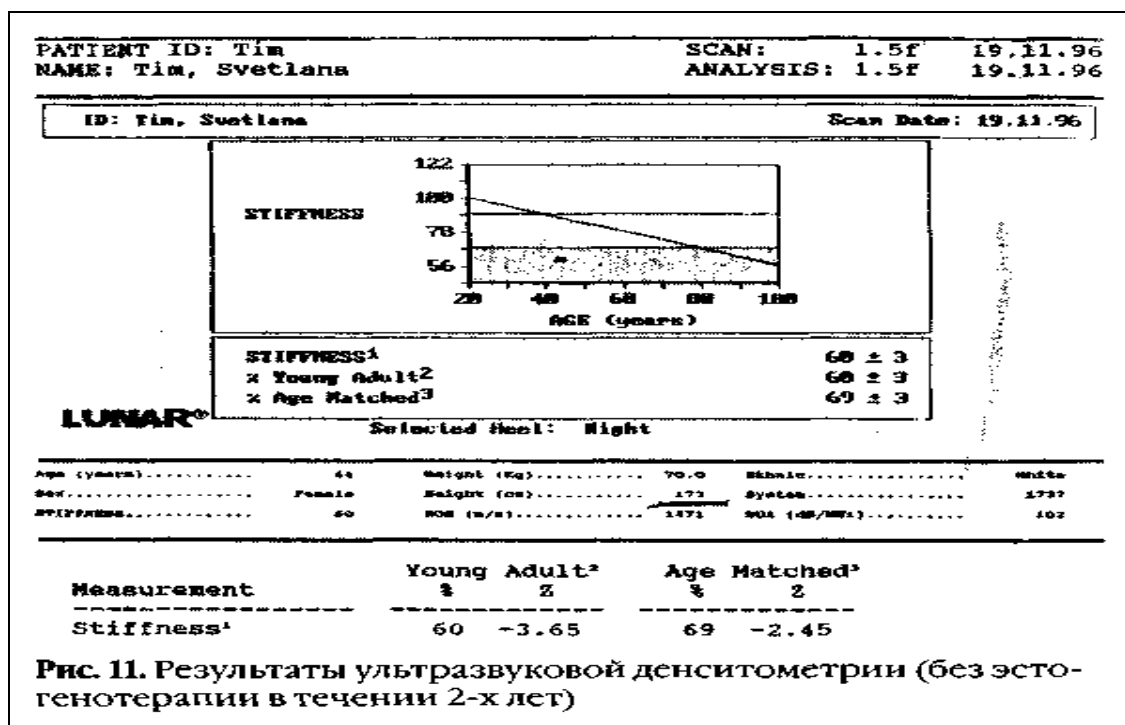 PATIENT ID: Tim SCAN: 1.5f 19.11.96
NAME: Tim, Svetlana ANALYSIS: 1.5f 19.11.96
ID: Tim, Svetlana Scan Date: 19.11.96
122
STIFFNESS 100
78
56
20 40 60 80 100
AGE (years)
STIFFNESS¹ 60 ± 3
% Young Adult² 60 ± 3
% Age Matched³ 69 ± 3
LUNAR®
Selected Heel: Right
Age (years)........... Weight (Kg)........... 70.0 Ethnic............... White
Sex............... Female Height (cm)........... System...............
STIFFNESS........... 60
Young Adult² Age Matched³
Measurement % Z % Z
Stiffness¹ 60 -3.65 69 -2.45
Рис. 11. Результаты ультразвуковой денситометрии (без эсто-
генотерапии в течении 2-х лет)